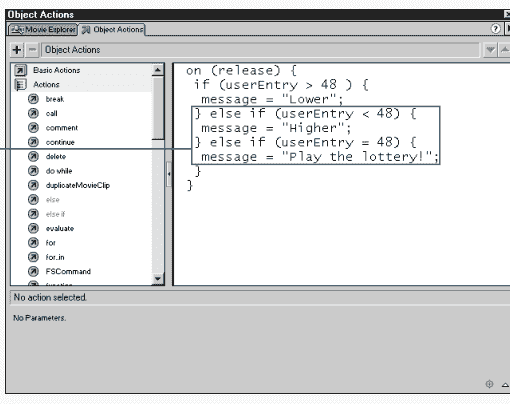 Object Actions
Movie Explorer Object Actions
Object Actions
Basic Actions
Actions
break
call
comment
continue
delete
do while
duplicateMovieClip
else
else if
evaluate
for
for..in
FSCommand
function
on (release) {
if (userEntry > 48 ) {
message = "Lower";
} else if (userEntry < 48) {
message = "Higher";
} else if (userEntry = 48) {
message = "Play the lottery!";
}
}
No action selected.
No Parameters.